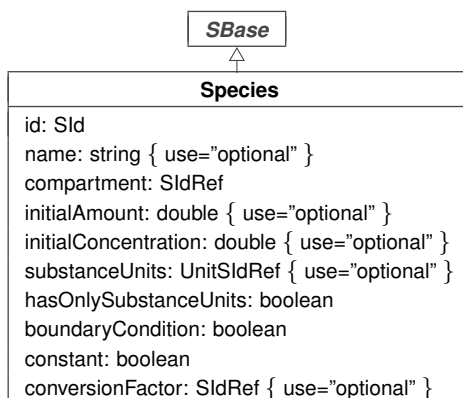 SBase
Species
id: SId
name: string { use="optional" }
compartment: SIdRef
initialAmount: double { use="optional" }
initialConcentration: double { use="optional" }
substanceUnits: UnitSIdRef { use="optional" }
hasOnlySubstanceUnits: boolean
boundaryCondition: boolean
constant: boolean
conversionFactor: SIdRef { use="optional" }